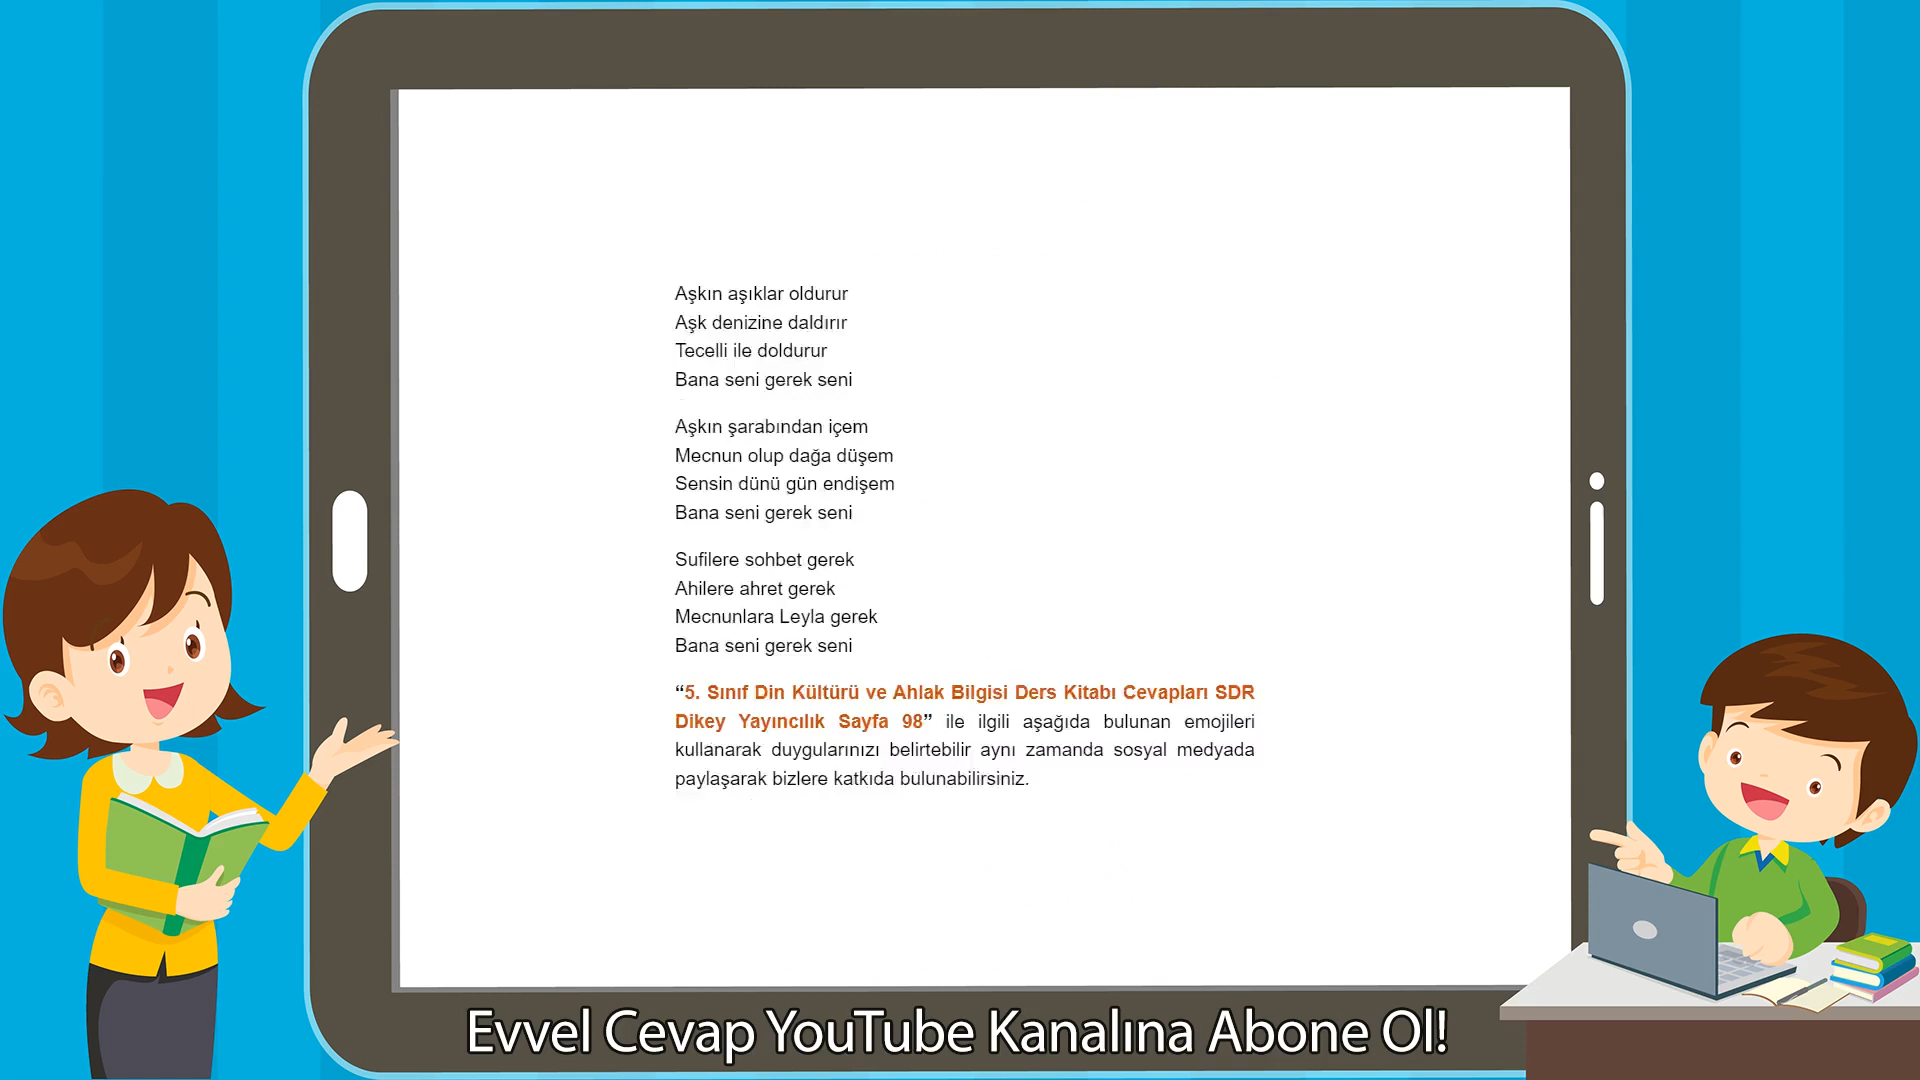 Aşkın aşıklar oldurur
Aşk denizine daldırır
Tecelli ile doldurur
Bana seni gerek seni
Aşkın şarabından içem
Mecnun olup dağa düşem
Sensin dünü gün endişem
Bana seni gerek seni
Sufilere sohbet gerek
Ahilere ahret gerek
Mecnunlara Leyla gerek
Bana seni gerek seni
“5. Sınıf Din Kültürü ve Ahlak Bilgisi Ders Kitabı Cevapları SDR
Dikey Yayıncılık Sayfa 98” ile ilgili aşağıda bulunan emojileri
kullanarak duygularınızı belirtebilir aynı zamanda sosyal medyada
paylaşarak bizlere katkıda bulunabilirsiniz.
Evvel Cevap YouTube Kanalına Abone Ol!